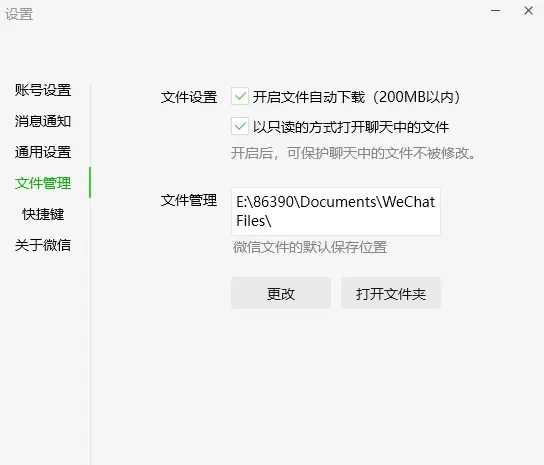 设置
账号设置
消息通知
通用设置
文件管理
快捷键
关于微信
文件设置
开启文件自动下载（200MB以内）
以只读的方式打开聊天中的文件
开启后，可保护聊天中的文件不被修改。
文件管理
E:\86390\Documents\WeChat
Files\
微信文件的默认保存位置
更改
打开文件夹